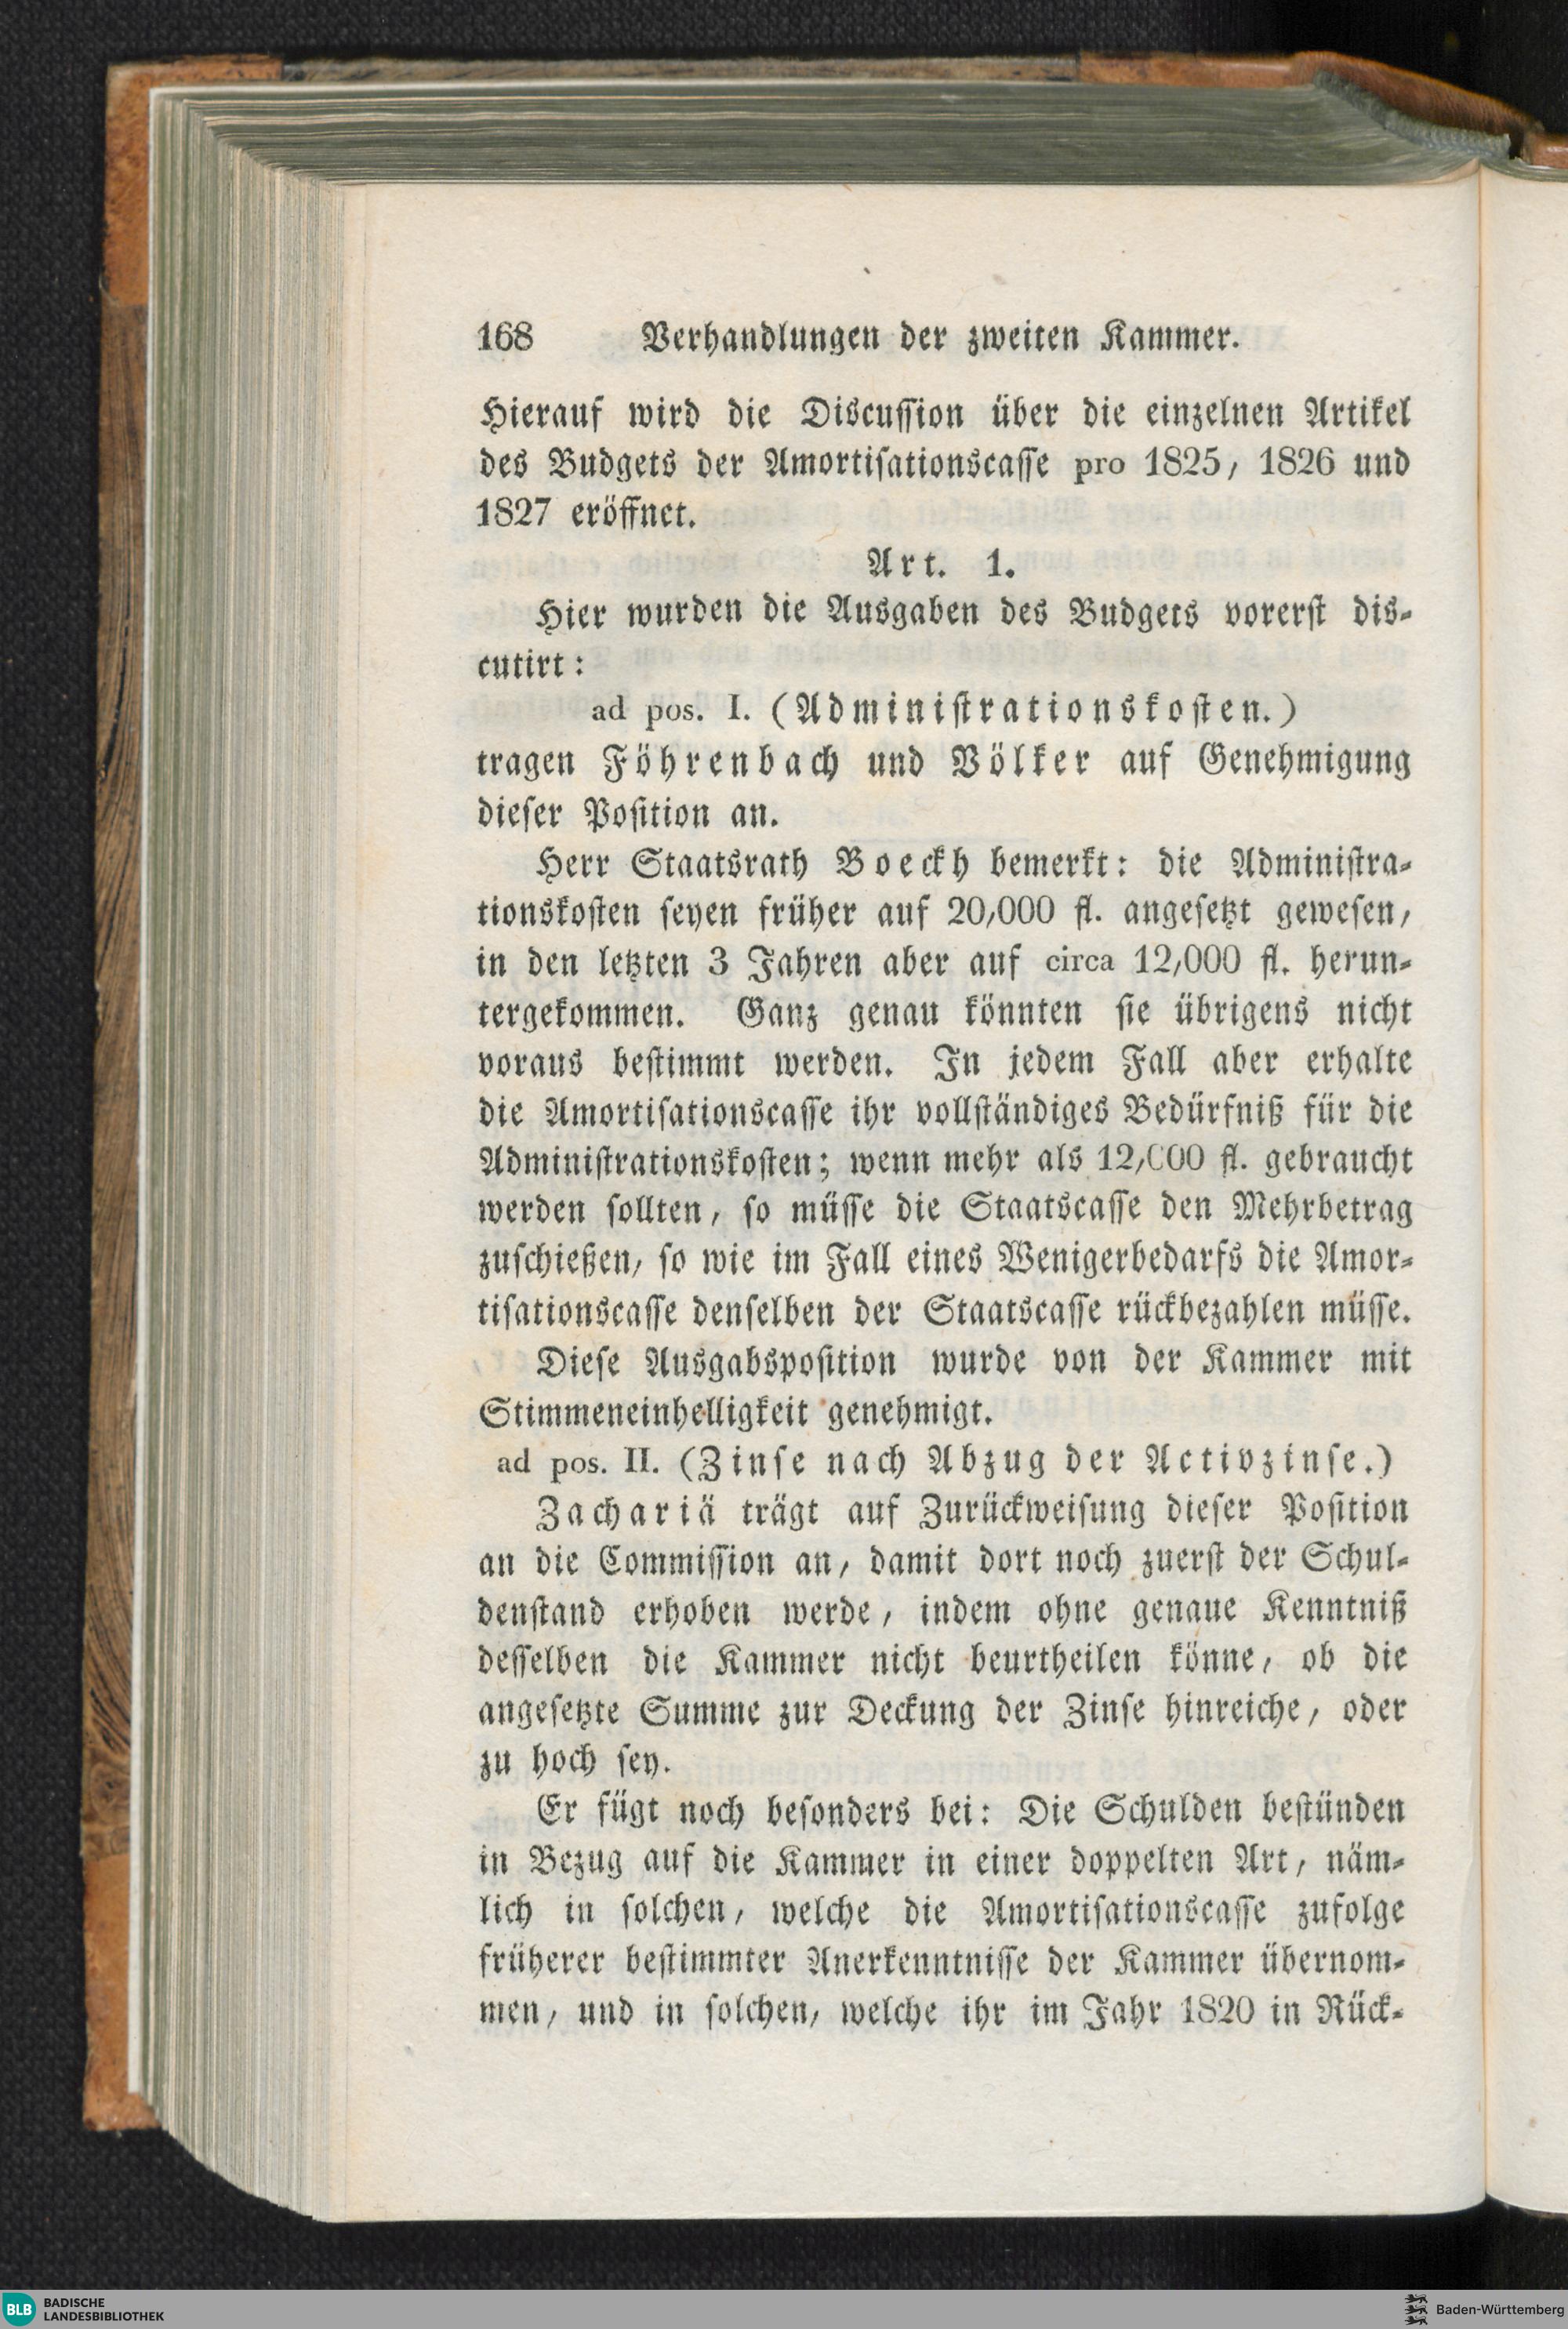 168 Verhandlungen der zweiten Kammer.
Hierauf wird die Discussion über die einzelnen Artikel
des Budgets der Amortisationscasse pro 1825, 1826 und
1827 eröffnet.
Art. 1.
Hier wurden die Ausgaben des Budgets vorerst dis-
cutirt:
ad pos. I. (Administrationskosten.)
tragen Föhrenbach und Völker auf Genehmigung
dieser Position an.
Herr Staatsrath Boeckh bemerkt: die Administra-
tionskosten seyen früher auf 20,000 fl. angesetzt gewesen,
in den letzten 3 Jahren aber auf circa 12,000 fl. herun-
tergekommen. Ganz genau könnten sie übrigens nicht
voraus bestimmt werden. In jedem Fall aber erhalte
die Amortisationscasse ihr vollständiges Bedürfniß für die
Administrationskosten; wenn mehr als 12,000 fl. gebraucht
werden sollten, so müsse die Staatscasse den Mehrbetrag
zuschießen, so wie im Fall eines Wenigerbedarfs die Amor-
tisationscasse denselben der Staatscasse rückbezahlen müsse.
Diese Ausgabsposition wurde von der Kammer mit
Stimmeneinhelligkeit genehmigt.
ad pos. II. (Zinse nach Abzug der Activzinse.)
Zachariä trägt auf Zurückweisung dieser Position
an die Commission an, damit dort noch zuerst der Schul-
denstand erhoben werde, indem ohne genaue Kenntniß
desselben die Kammer nicht beurtheilen könne, ob die
angesetzte Summe zur Deckung der Zinse hinreiche, oder
zu hoch sey.
Er fügt noch besonders bei: Die Schulden bestünden
in Bezug auf die Kammer in einer doppelten Art, näm-
lich in solchen, welche die Amortisationscasse zufolge
früherer bestimmter Anerkenntnisse der Kammer übernom-
men, und in solchen, welche ihr im Jahr 1820 in Rück-
BLB BADISCHE
LANDESBIBLIOTHEK
Baden-Württemberg